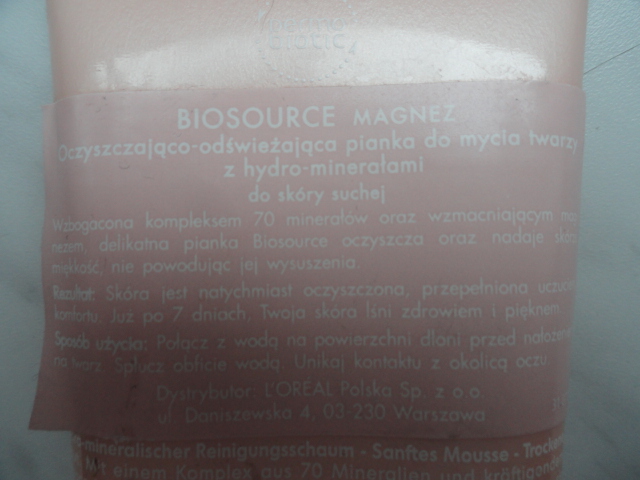 BIOSOURCE MAGNEZ
Oczyszczająco-odświeżająca pianka do mycia twarzy
z hydro-minerałami
do skóry suchej
Wzbogacona kompleksem 70 minerałów oraz wzmacniającym mag-
nezem, delikatna pianka Biosource oczyszcza oraz nadaje skórze
miękkość, nie powodując jej wysuszenia.
Rezultat: Skóra jest natychmiast oczyszczona, przepełniona uczuciem
komfortu. Już po 7 dniach. Twoja skóra lśni zdrowiem i pięknem.
Sposób użycia: Połącz z wodą na powierzchni dłoni przed nałożeniem
na twarz. Spłucz obficie wodą. Unikaj kontaktu z okolicą oczu.
Dystrybutor: L'OREAL Polska Sp. z o.o.
ul. Daniszewska 4, 03-230 Warszawa
-mineralischer Reinigungsschaum - Sanftes Mousse - Trocken
Mit einem Komplex aus 70 Mineralien und kräftigen